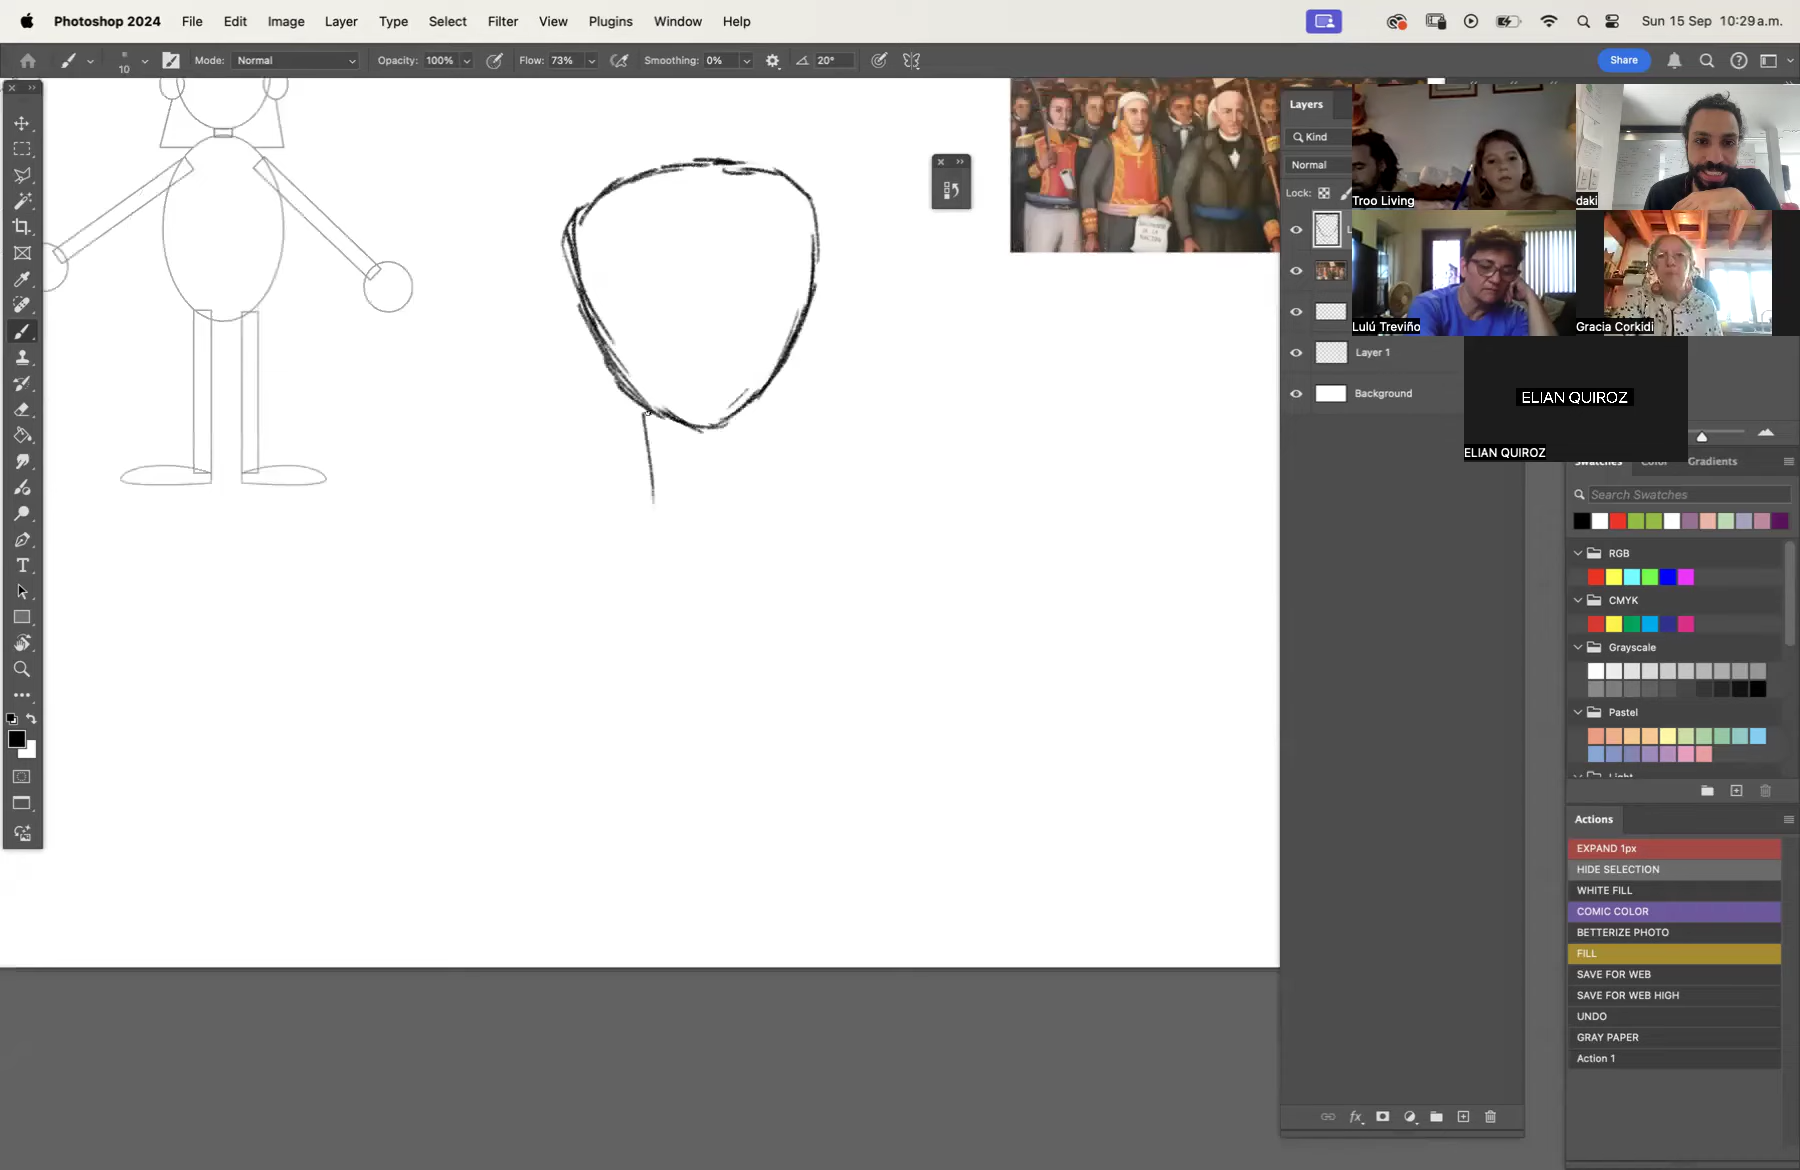 Photoshop 2024 File Edit Image Layer Type Select Filter View Plugins Window Help Sun 15 Sep 10:29 a.m.
10 Mode: Normal Opacity: 100% Flow: 73% Smoothing: 0% 20° Share
Layers
Kind
Normal
Lock:
L
Layer 1
Background
fx
Troo Living
daki
Lulú Treviño
Gracia Corkidi
ELIAN QUIROZ
ELIAN QUIROZ
Swatches Color Gradients
Search Swatches
RGB
CMYK
Grayscale
Pastel
Light
Actions
EXPAND 1px
HIDE SELECTION
WHITE FILL
COMIC COLOR
BETTERIZE PHOTO
FILL
SAVE FOR WEB
SAVE FOR WEB HIGH
UNDO
GRAY PAPER
Action 1